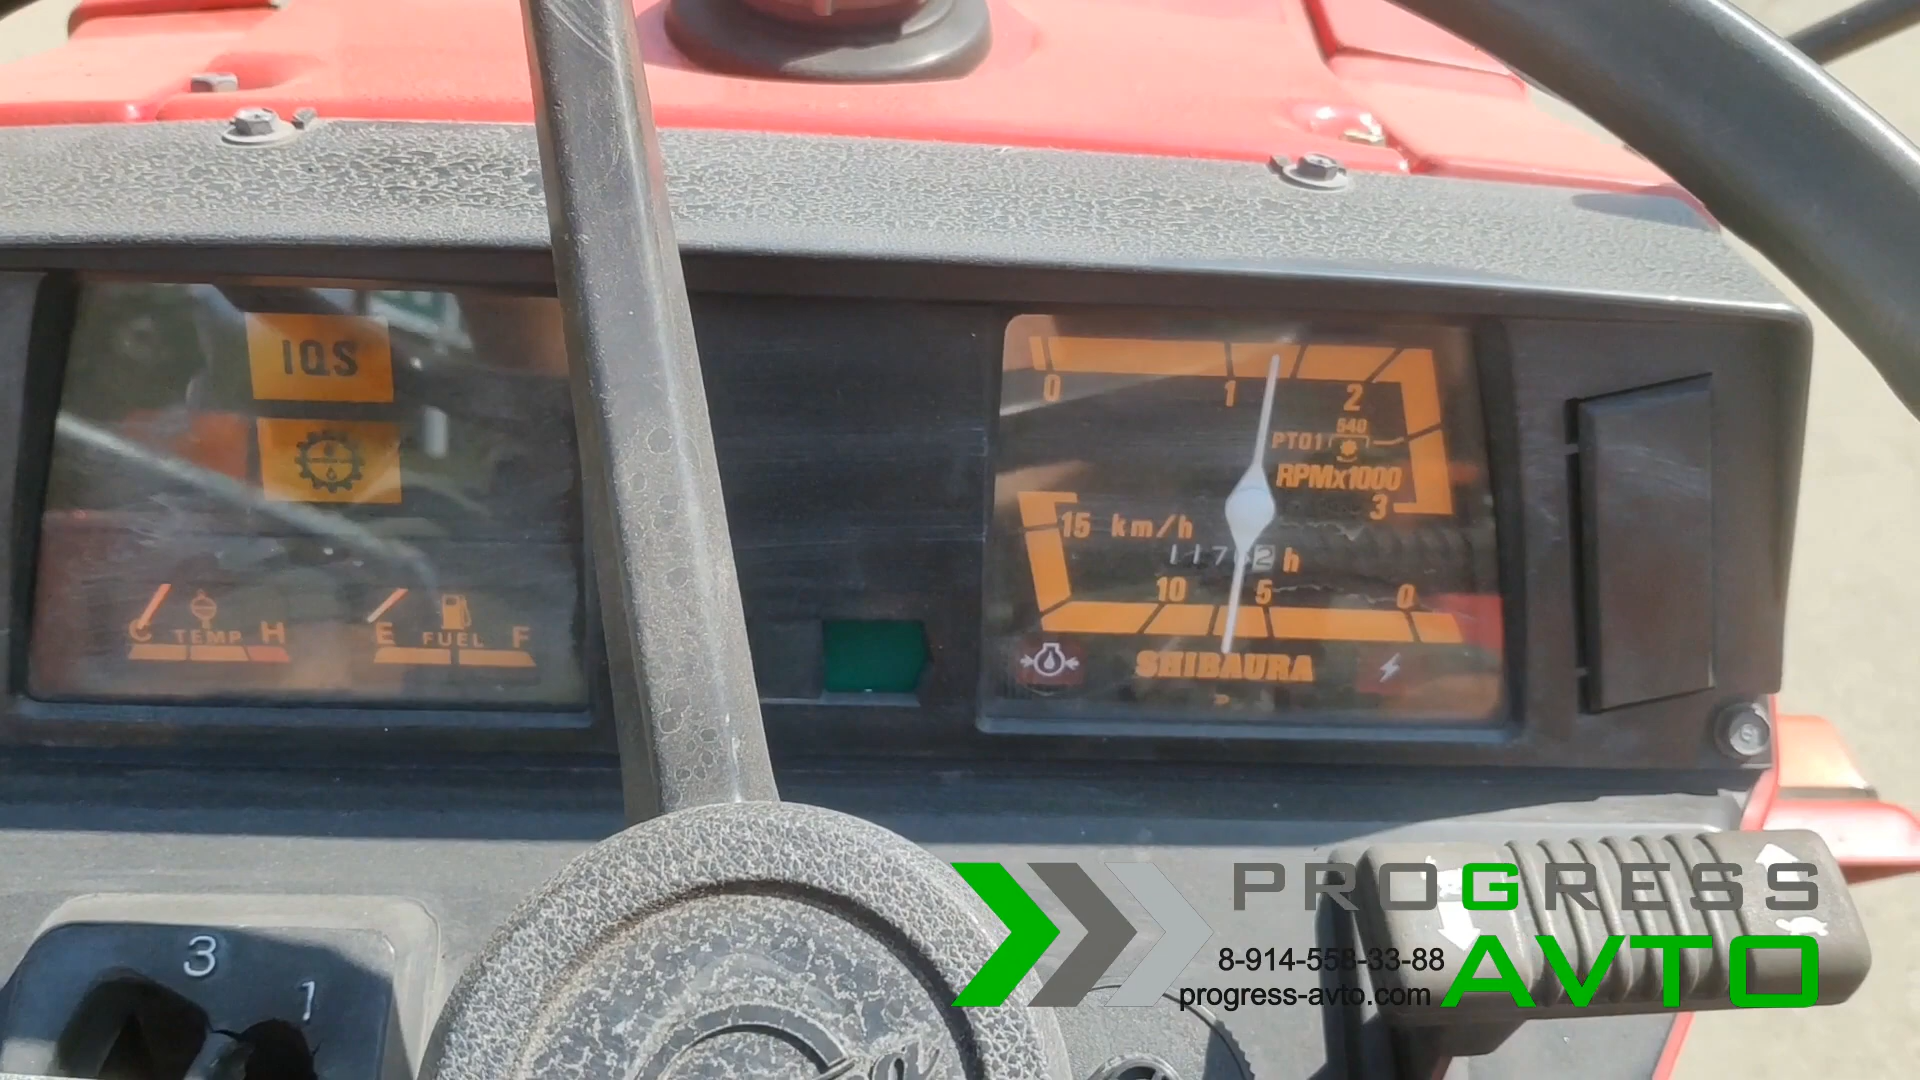 IQS
C TEMP H
E FUEL F
0 1 2
540
PTO1
RPMx1000
3
15 km/h
h
10 5 0
SHIBAURA
3
1
PROGRESS
AVTO
8-914-558-33-88
progress-avto.com